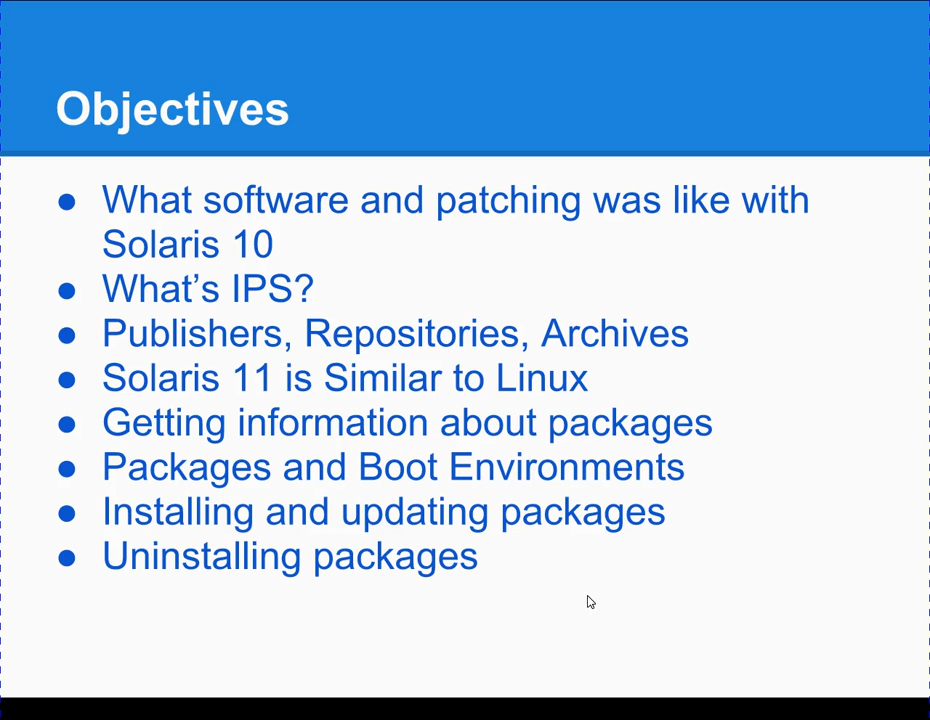 Objectives
● What software and patching was like with
Solaris 10
● What’s IPS?
● Publishers, Repositories, Archives
● Solaris 11 is Similar to Linux
● Getting information about packages
● Packages and Boot Environments
● Installing and updating packages
● Uninstalling packages